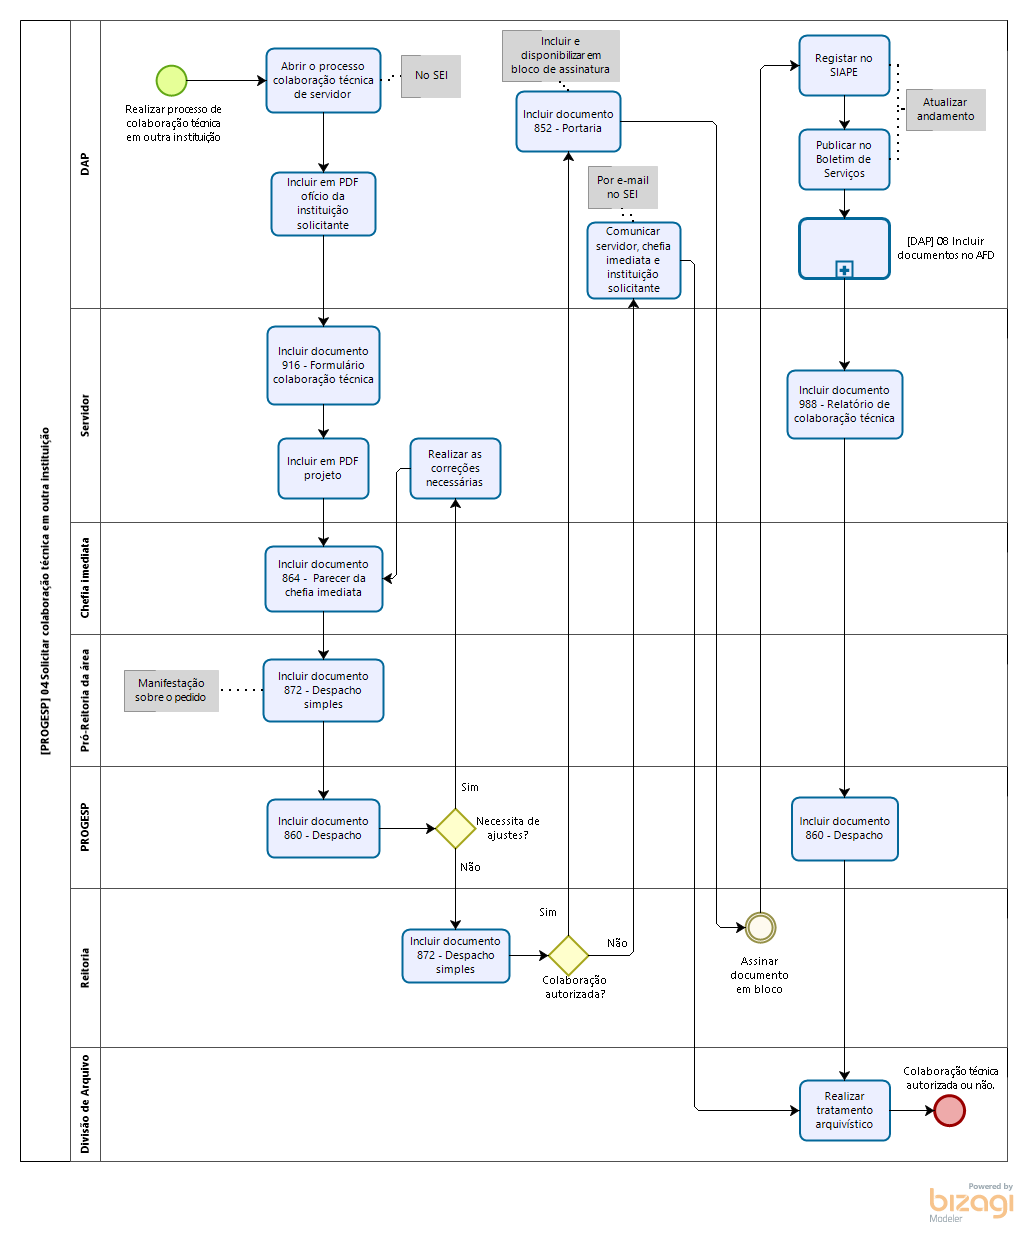 [PROGESP] 04 Solicitar colaboração técnica em outra instituição
DAP
Realizar processo de
colaboração técnica
em outra instituição
Abrir o processo
colaboração técnica
de servidor
No SEI
Incluir em PDF
ofício da
instituição
solicitante
Incluir e
disponibilizar em
bloco de assinatura
Incluir documento
852 - Portaria
Por e-mail
no SEI
Comunicar
servidor, chefia
imediata e
instituição
solicitante
Registar no
SIAPE
Atualizar
andamento
Publicar no
Boletim de
Serviços
[DAP] 08 Incluir
documentos no AFD
Servidor
Incluir documento
916 - Formulário
colaboração técnica
Incluir em PDF
projeto
Realizar as
correções
necessárias
Incluir documento
988 - Relatório de
colaboração técnica
Chefia imediata
Incluir documento
864 - Parecer da
chefia imediata
Pró-Reitoria da área
Manifestação
sobre o pedido
Incluir documento
872 - Despacho
simples
PROGESP
Incluir documento
860 - Despacho
Sim
Necessita de
ajustes?
Não
Incluir documento
860 - Despacho
Reitoria
Incluir documento
872 - Despacho
simples
Sim
Não
Colaboração
autorizada?
Assinar
documento
em bloco
Divisão de Arquivo
Realizar
tratamento
arquivístico
Colaboração técnica
autorizada ou não.
Powered by
bizagi
Modeler